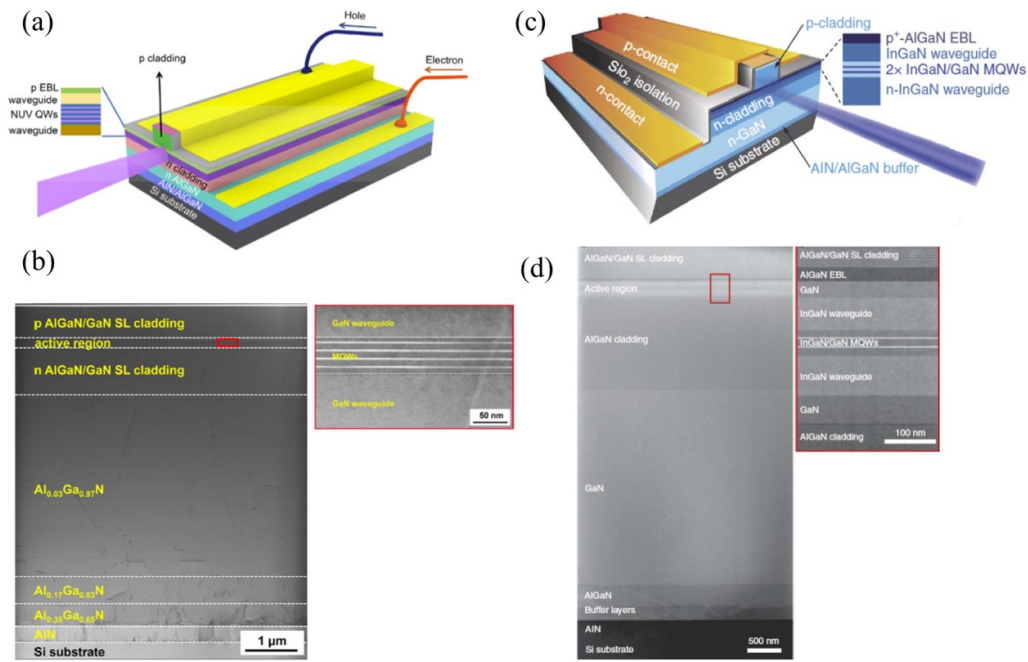 (a)
Hole
p cladding
Electron
p EBL
waveguide
NUV QWs
waveguide
n cladding
n AlGaN
AlN/AlGaN
Si substrate
(c)
p-cladding
p⁺-AlGaN EBL
InGaN waveguide
2× InGaN/GaN MQWs
n-InGaN waveguide
p-contact
Sio₂ isolation
n-contact
n-cladding
n-GaN
Si substrate
AlN/AlGaN buffer
(b)
p AlGaN/GaN SL cladding
active region
n AlGaN/GaN SL cladding
Al₀.₀₃Ga₀.₉₇N
Al₀.₁₇Ga₀.₈₃N
Al₀.₃₅Ga₀.₆₅N
AlN
Si substrate
1 μm
GaN waveguide
MQWs
GaN waveguide
50 nm
(d)
AlGaN/GaN SL cladding
Active region
AlGaN cladding
GaN
AlGaN
Buffer layers
AlN
Si substrate
500 nm
AlGaN/GaN SL cladding
AlGaN EBL
GaN
InGaN waveguide
InGaN/GaN MQWs
InGaN waveguide
GaN
AlGaN cladding
100 nm